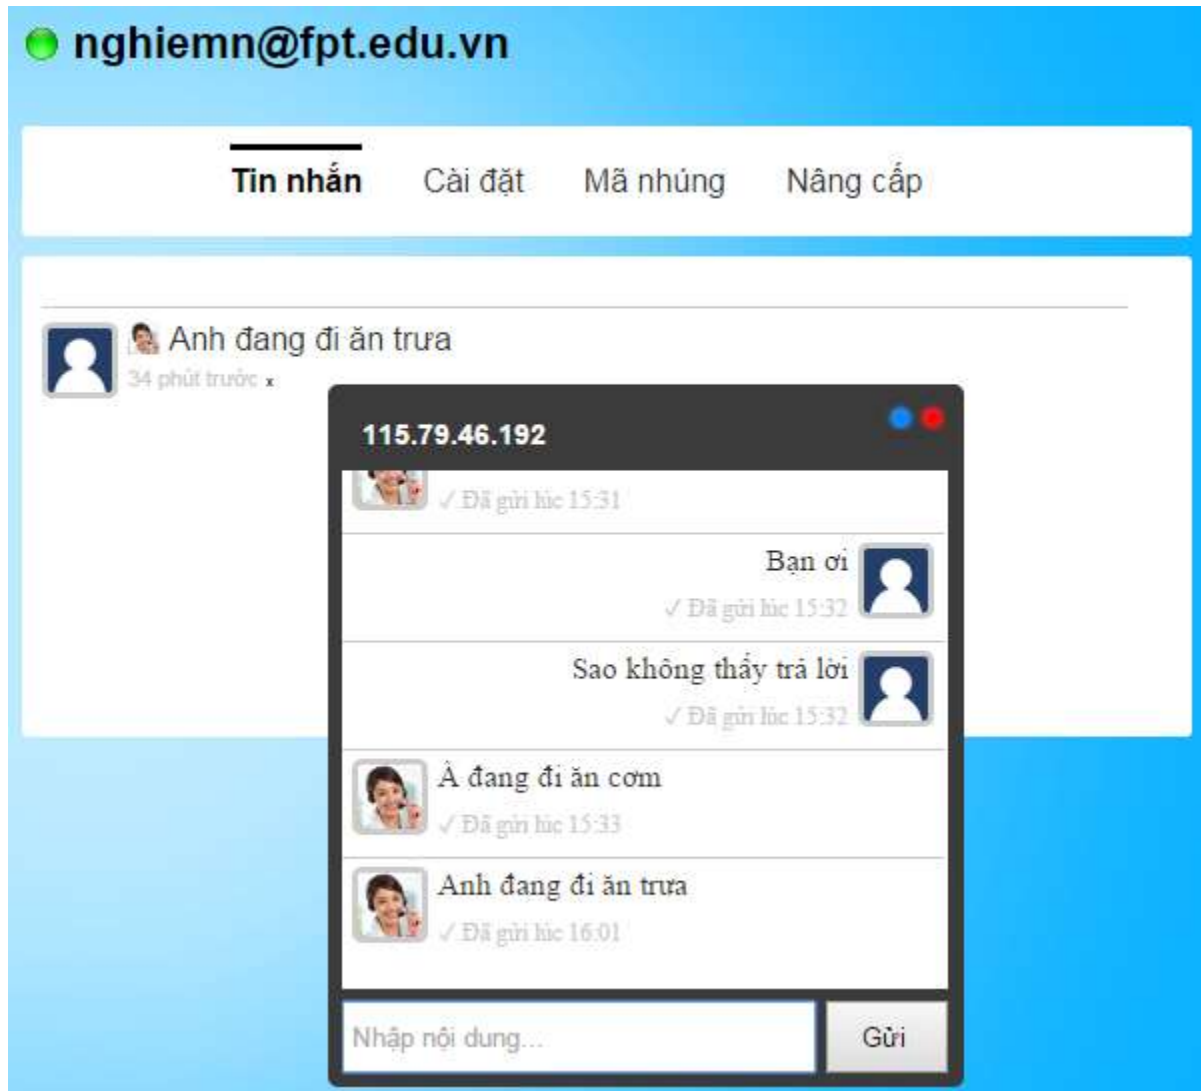 nghiemn@fpt.edu.vn
Tin nhắn Cài đặt Mã nhúng Nâng cấp
Anh đang đi ăn trưa
34 phút trước x
115.79.46.192
✓ Đã gửi lúc 15:31
Bạn ơi
✓ Đã gửi lúc 15:32
Sao không thấy trả lời
✓ Đã gửi lúc 15:32
À đang đi ăn cơm
✓ Đã gửi lúc 15:33
Anh đang đi ăn trưa
✓ Đã gửi lúc 16:01
Nhập nội dung... Gửi